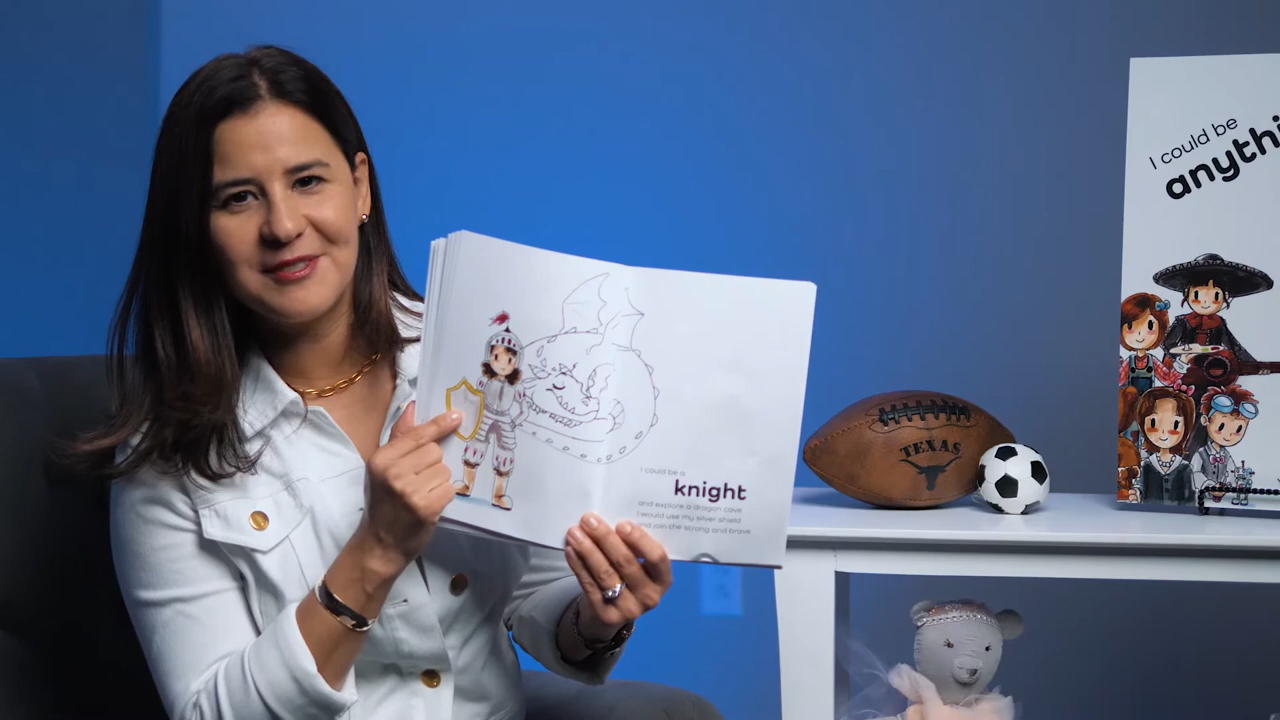 I could be
anythi
TEXAS
I could be a
knight
and explore a dragon cave
I would use my silver shield
and join the strong and brave